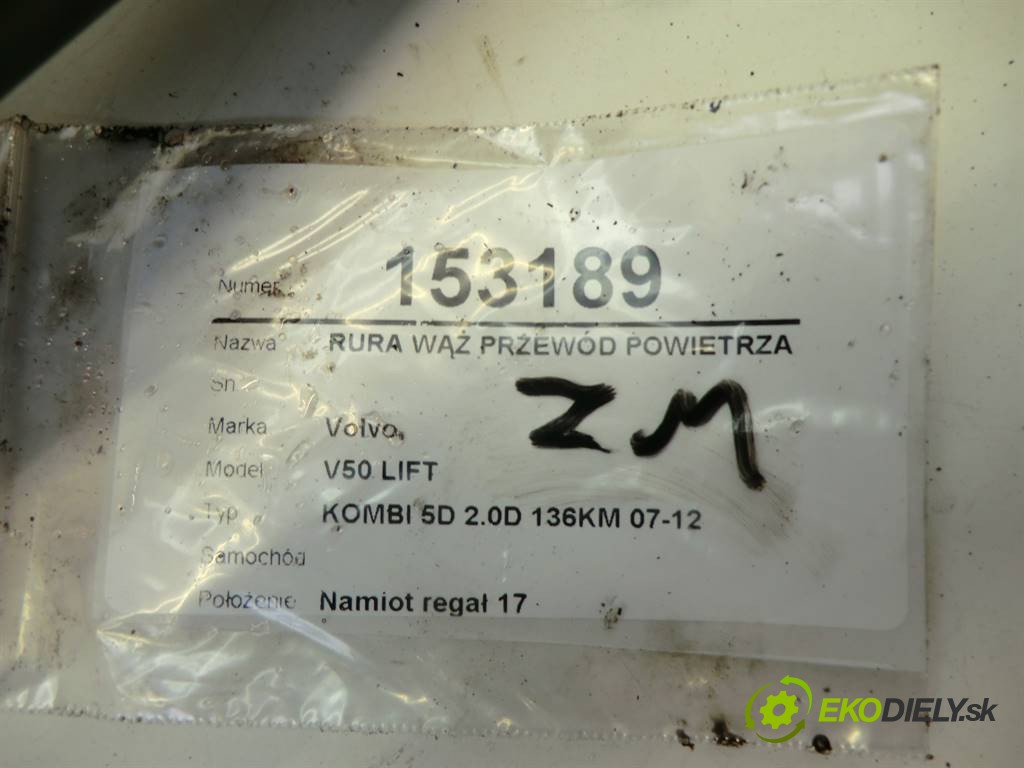 Numer 153189
Nazwa RURA WĄŻ PRZEWÓD POWIETRZA
Sn
ZM
Marka Volvo
Model V50 LIFT
Typ KOMBI 5D 2.0D 136KM 07-12
Samochód
Położenie Namiot regał 17
EKODIELY.sk